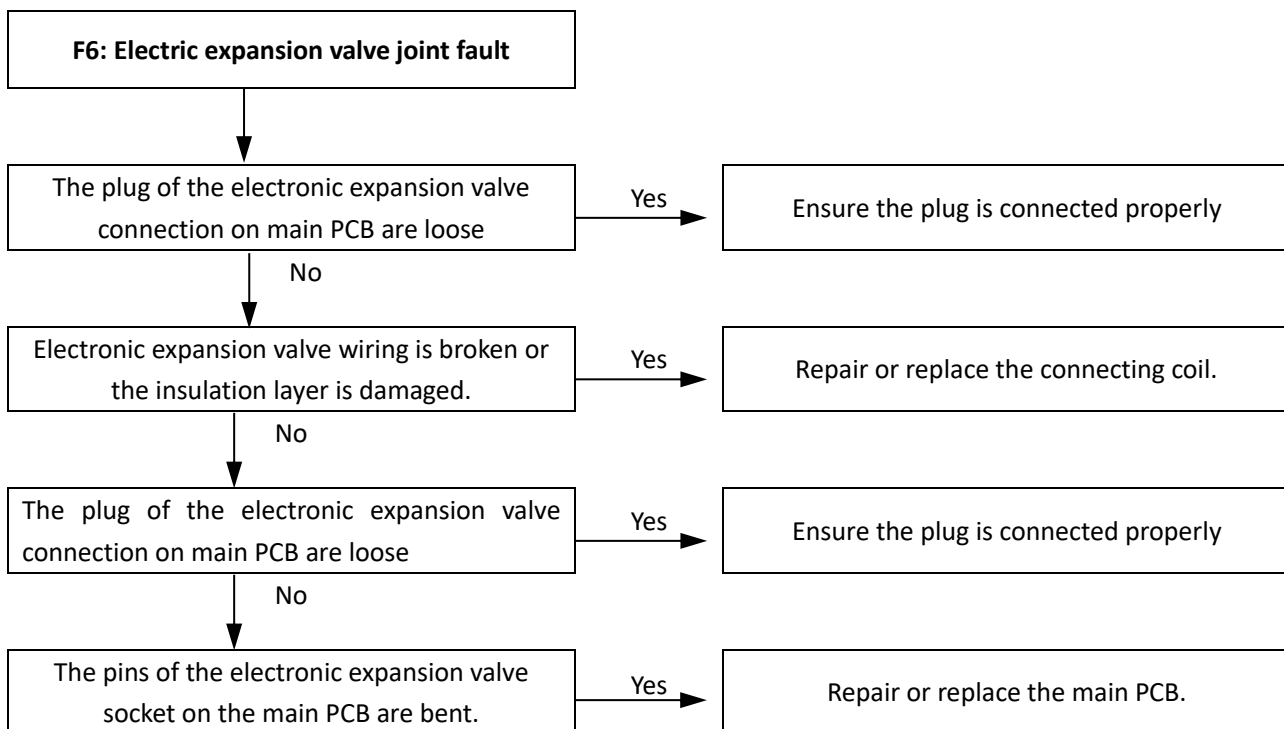 F6: Electric expansion valve joint fault
The plug of the electronic expansion valve
connection on main PCB are loose
Yes
Ensure the plug is connected properly
No
Electronic expansion valve wiring is broken or
the insulation layer is damaged.
Yes
Repair or replace the connecting coil.
No
The plug of the electronic expansion valve
connection on main PCB are loose
Yes
Ensure the plug is connected properly
No
The pins of the electronic expansion valve
socket on the main PCB are bent.
Yes
Repair or replace the main PCB.